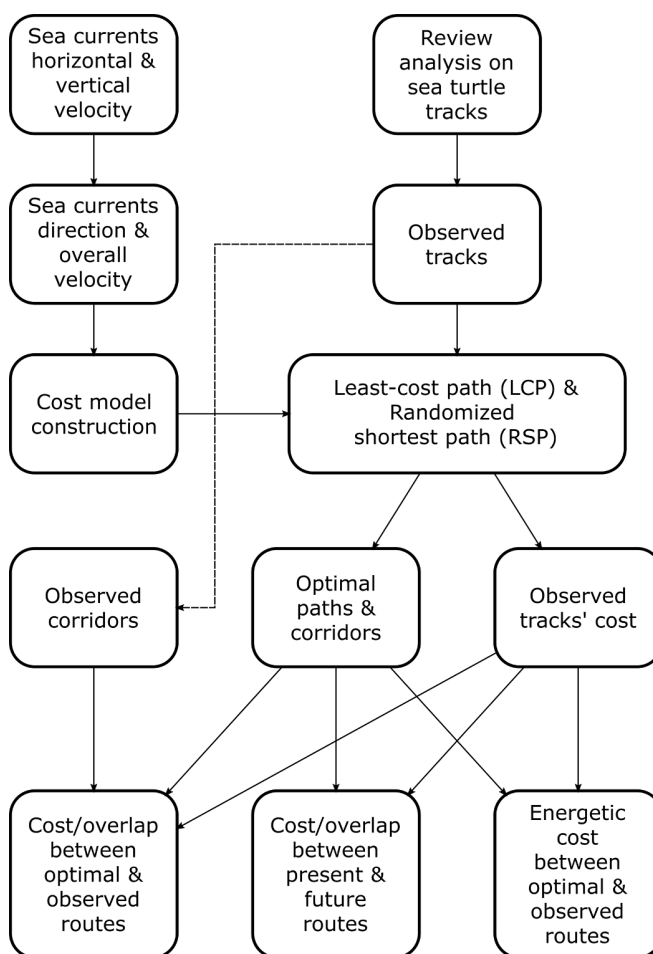 Sea currents
horizontal &
vertical
velocity
Review
analysis on
sea turtle
tracks
Sea currents
direction &
overall
velocity
Observed
tracks
Cost model
construction
Least-cost path (LCP) &
Randomized
shortest path (RSP)
Observed
corridors
Optimal
paths &
corridors
Observed
tracks' cost
Cost/overlap
between
optimal &
observed
routes
Cost/overlap
between
present &
future
routes
Energetic
cost
between
optimal &
observed
routes